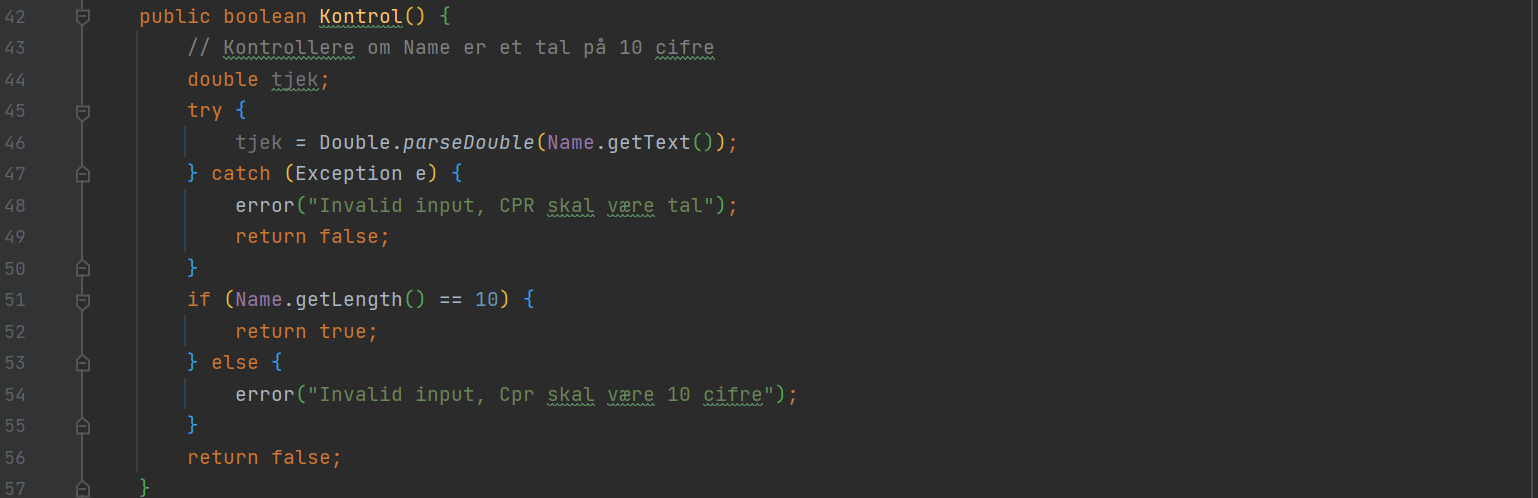 42 public boolean Kontrol() {
43 // Kontrollere om Name er et tal på 10 cifre
44 double tjek;
45 try {
46 tjek = Double.parseDouble(Name.getText());
47 } catch (Exception e) {
48 error("Invalid input, CPR skal være tal");
49 return false;
50 }
51 if (Name.getLength() == 10) {
52 return true;
53 } else {
54 error("Invalid input, Cpr skal være 10 cifre");
55 }
56 return false;
57 }